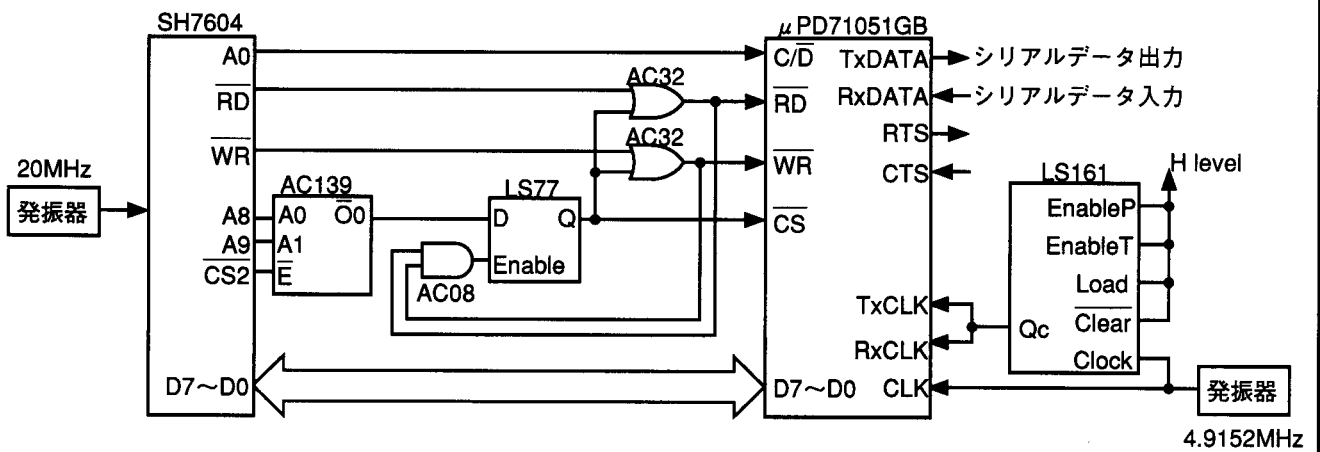 SH7604
A0
RD
WR
A8
A9
CS2
D7～D0
20MHz
発振器
AC139
A0
A1
E
O0
LS77
D
Q
Enable
AC08
AC32
AC32
μPD71051GB
C/D
RD
WR
CS
D7～D0
TxDATA
RxDATA
RTS
CTS
TxCLK
RxCLK
CLK
シリアルデータ出力
シリアルデータ入力
LS161
H level
EnableP
EnableT
Load
Clear
Clock
Qc
発振器
4.9152MHz